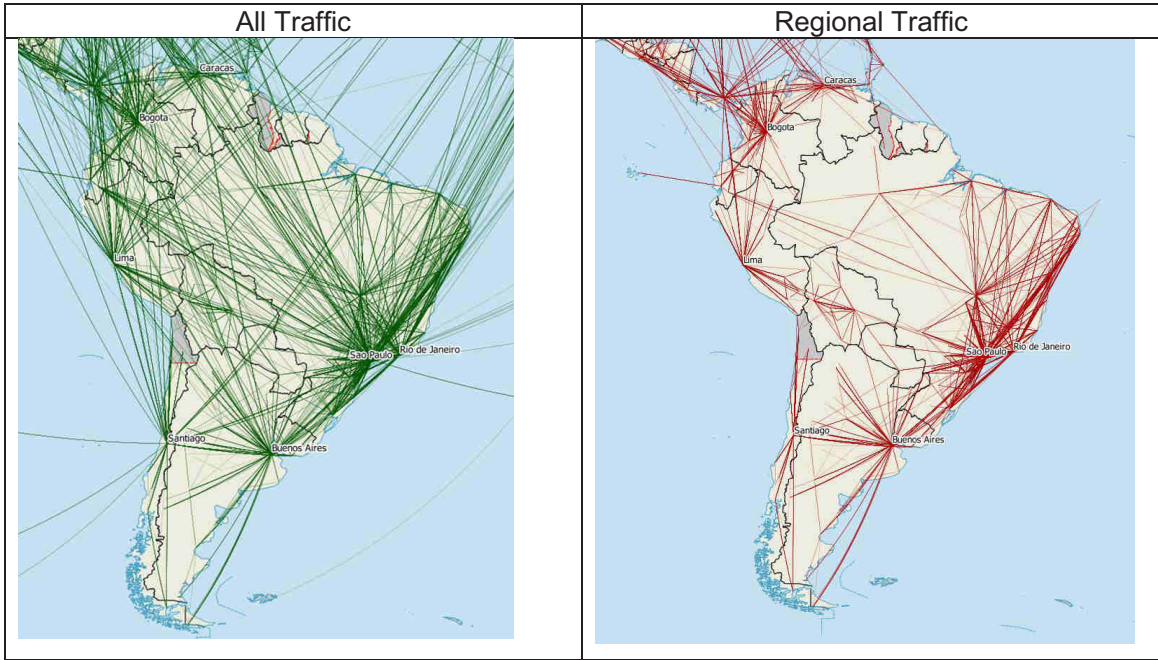 All Traffic
Regional Traffic
Caracas
Bogota
Lima
Sao Paulo
Rio de Janeiro
Santiago
Buenos Aires
Caracas
Bogota
Lima
Sao Paulo
Rio de Janeiro
Santiago
Buenos Aires